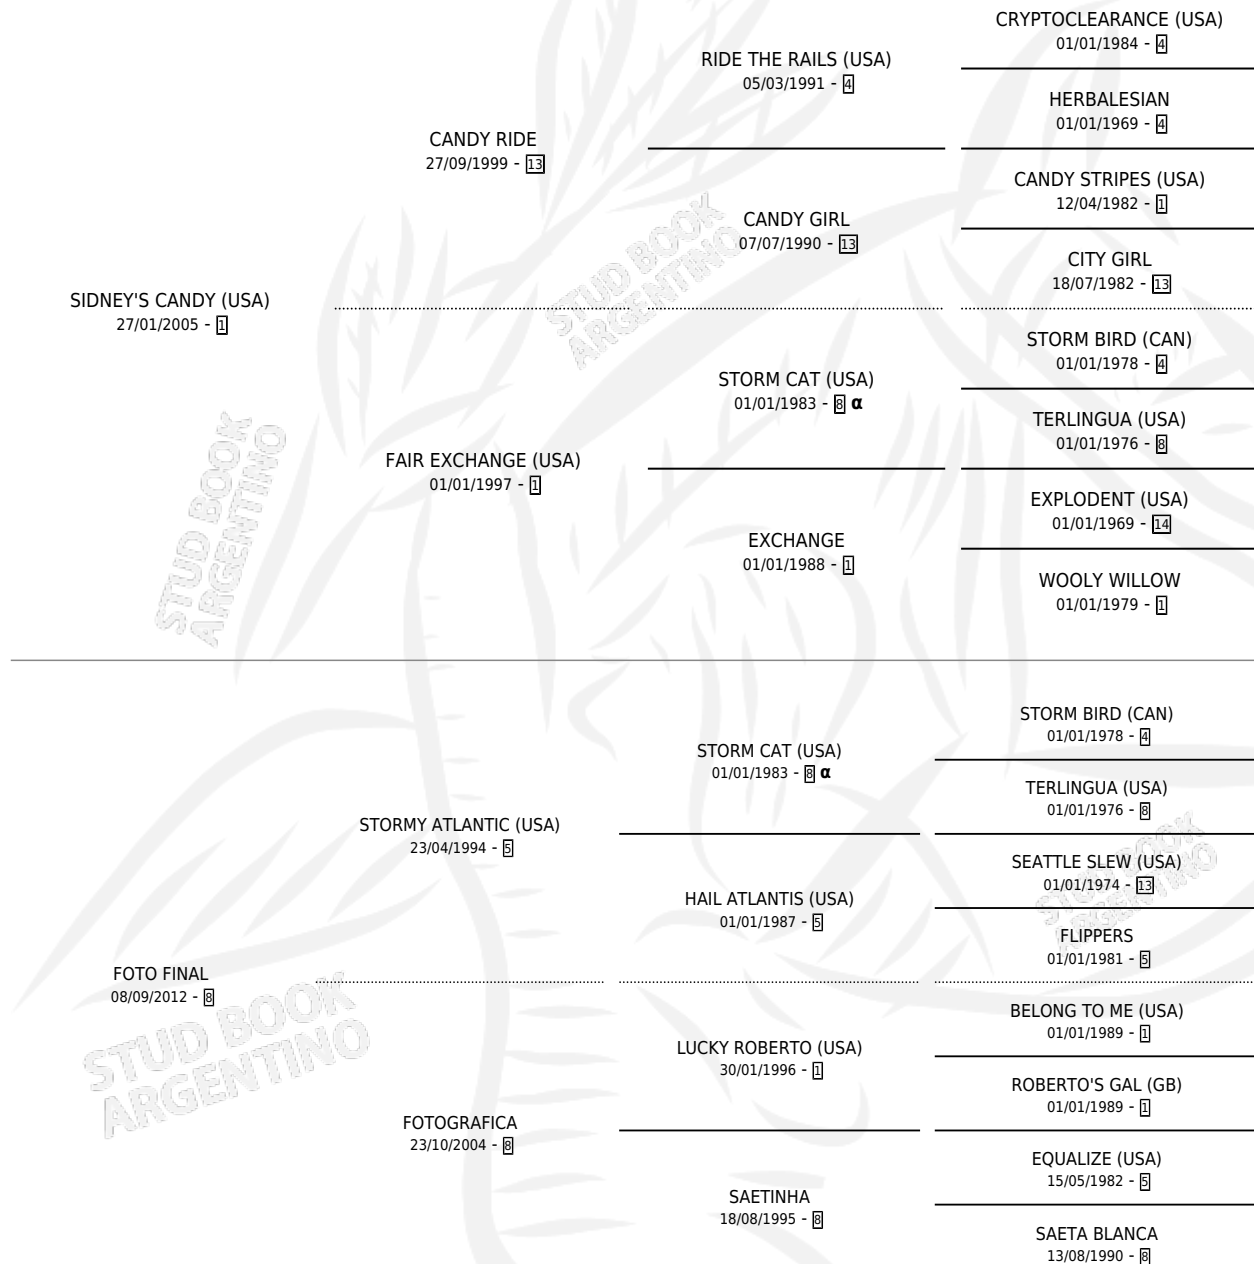 CRYPTOCLEARANCE (USA)
01/01/1984 - 4
RIDE THE RAILS (USA)
05/03/1991 - 4
HERBALESIAN
01/01/1969 - 4
CANDY RIDE
27/09/1999 - 13
CANDY STRIPES (USA)
12/04/1982 - 1
CANDY GIRL
07/07/1990 - 13
CITY GIRL
18/07/1982 - 13
SIDNEY'S CANDY (USA)
27/01/2005 - 1
STORM BIRD (CAN)
01/01/1978 - 4
STORM CAT (USA)
01/01/1983 - 8 α
TERLINGUA (USA)
01/01/1976 - 8
FAIR EXCHANGE (USA)
01/01/1997 - 1
EXPLODENT (USA)
01/01/1969 - 14
EXCHANGE
01/01/1988 - 1
WOOLY WILLOW
01/01/1979 - 1
STORM BIRD (CAN)
01/01/1978 - 4
STORM CAT (USA)
01/01/1983 - 8 α
TERLINGUA (USA)
01/01/1976 - 8
STORMY ATLANTIC (USA)
23/04/1994 - 5
SEATTLE SLEW (USA)
01/01/1974 - 13
HAIL ATLANTIS (USA)
01/01/1987 - 5
FLIPPERS
01/01/1981 - 5
FOTO FINAL
08/09/2012 - 8
BELONG TO ME (USA)
01/01/1989 - 1
LUCKY ROBERTO (USA)
30/01/1996 - 1
ROBERTO'S GAL (GB)
01/01/1989 - 1
FOTOGRAFICA
23/10/2004 - 8
EQUALIZE (USA)
15/05/1982 - 5
SAETINHA
18/08/1995 - 8
SAETA BLANCA
13/08/1990 - 8
STUD BOOK
ARGENTINO
STUD BOOK
ARGENTINO
STUD BOOK
ARGENTINO
STUD BOOK
ARGENTINO